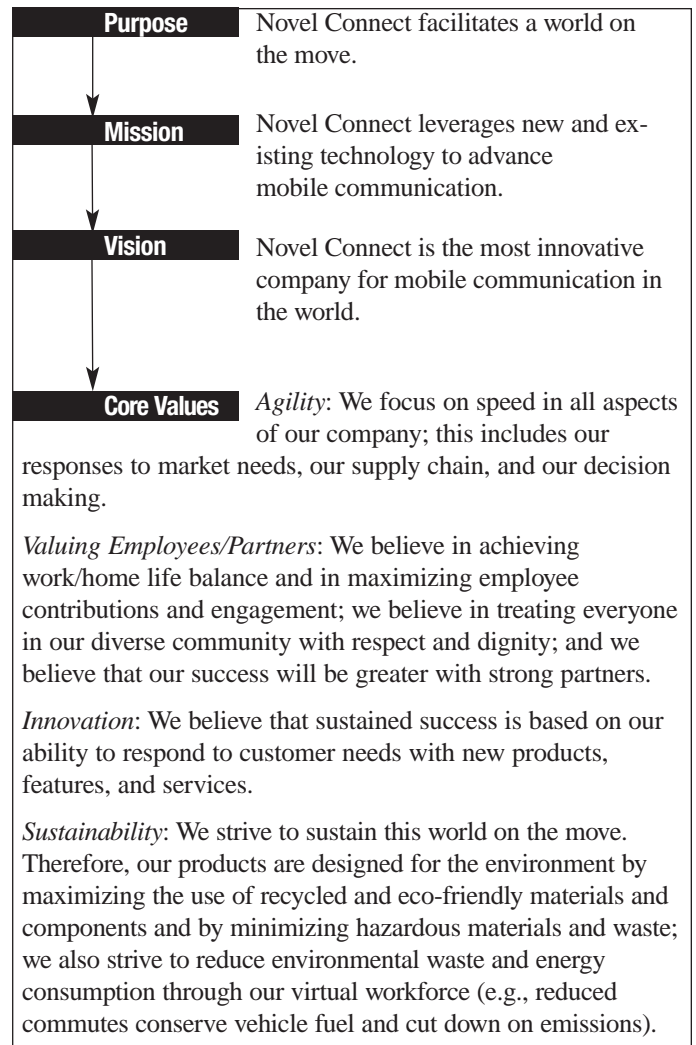 Purpose
Novel Connect facilitates a world on
the move.
Mission
Novel Connect leverages new and ex-
isting technology to advance
mobile communication.
Vision
Novel Connect is the most innovative
company for mobile communication in
the world.
Core Values
Agility: We focus on speed in all aspects
of our company; this includes our
responses to market needs, our supply chain, and our decision
making.
Valuing Employees/Partners: We believe in achieving
work/home life balance and in maximizing employee
contributions and engagement; we believe in treating everyone
in our diverse community with respect and dignity; and we
believe that our success will be greater with strong partners.
Innovation: We believe that sustained success is based on our
ability to respond to customer needs with new products,
features, and services.
Sustainability: We strive to sustain this world on the move.
Therefore, our products are designed for the environment by
maximizing the use of recycled and eco-friendly materials and
components and by minimizing hazardous materials and waste;
we also strive to reduce environmental waste and energy
consumption through our virtual workforce (e.g., reduced
commutes conserve vehicle fuel and cut down on emissions).